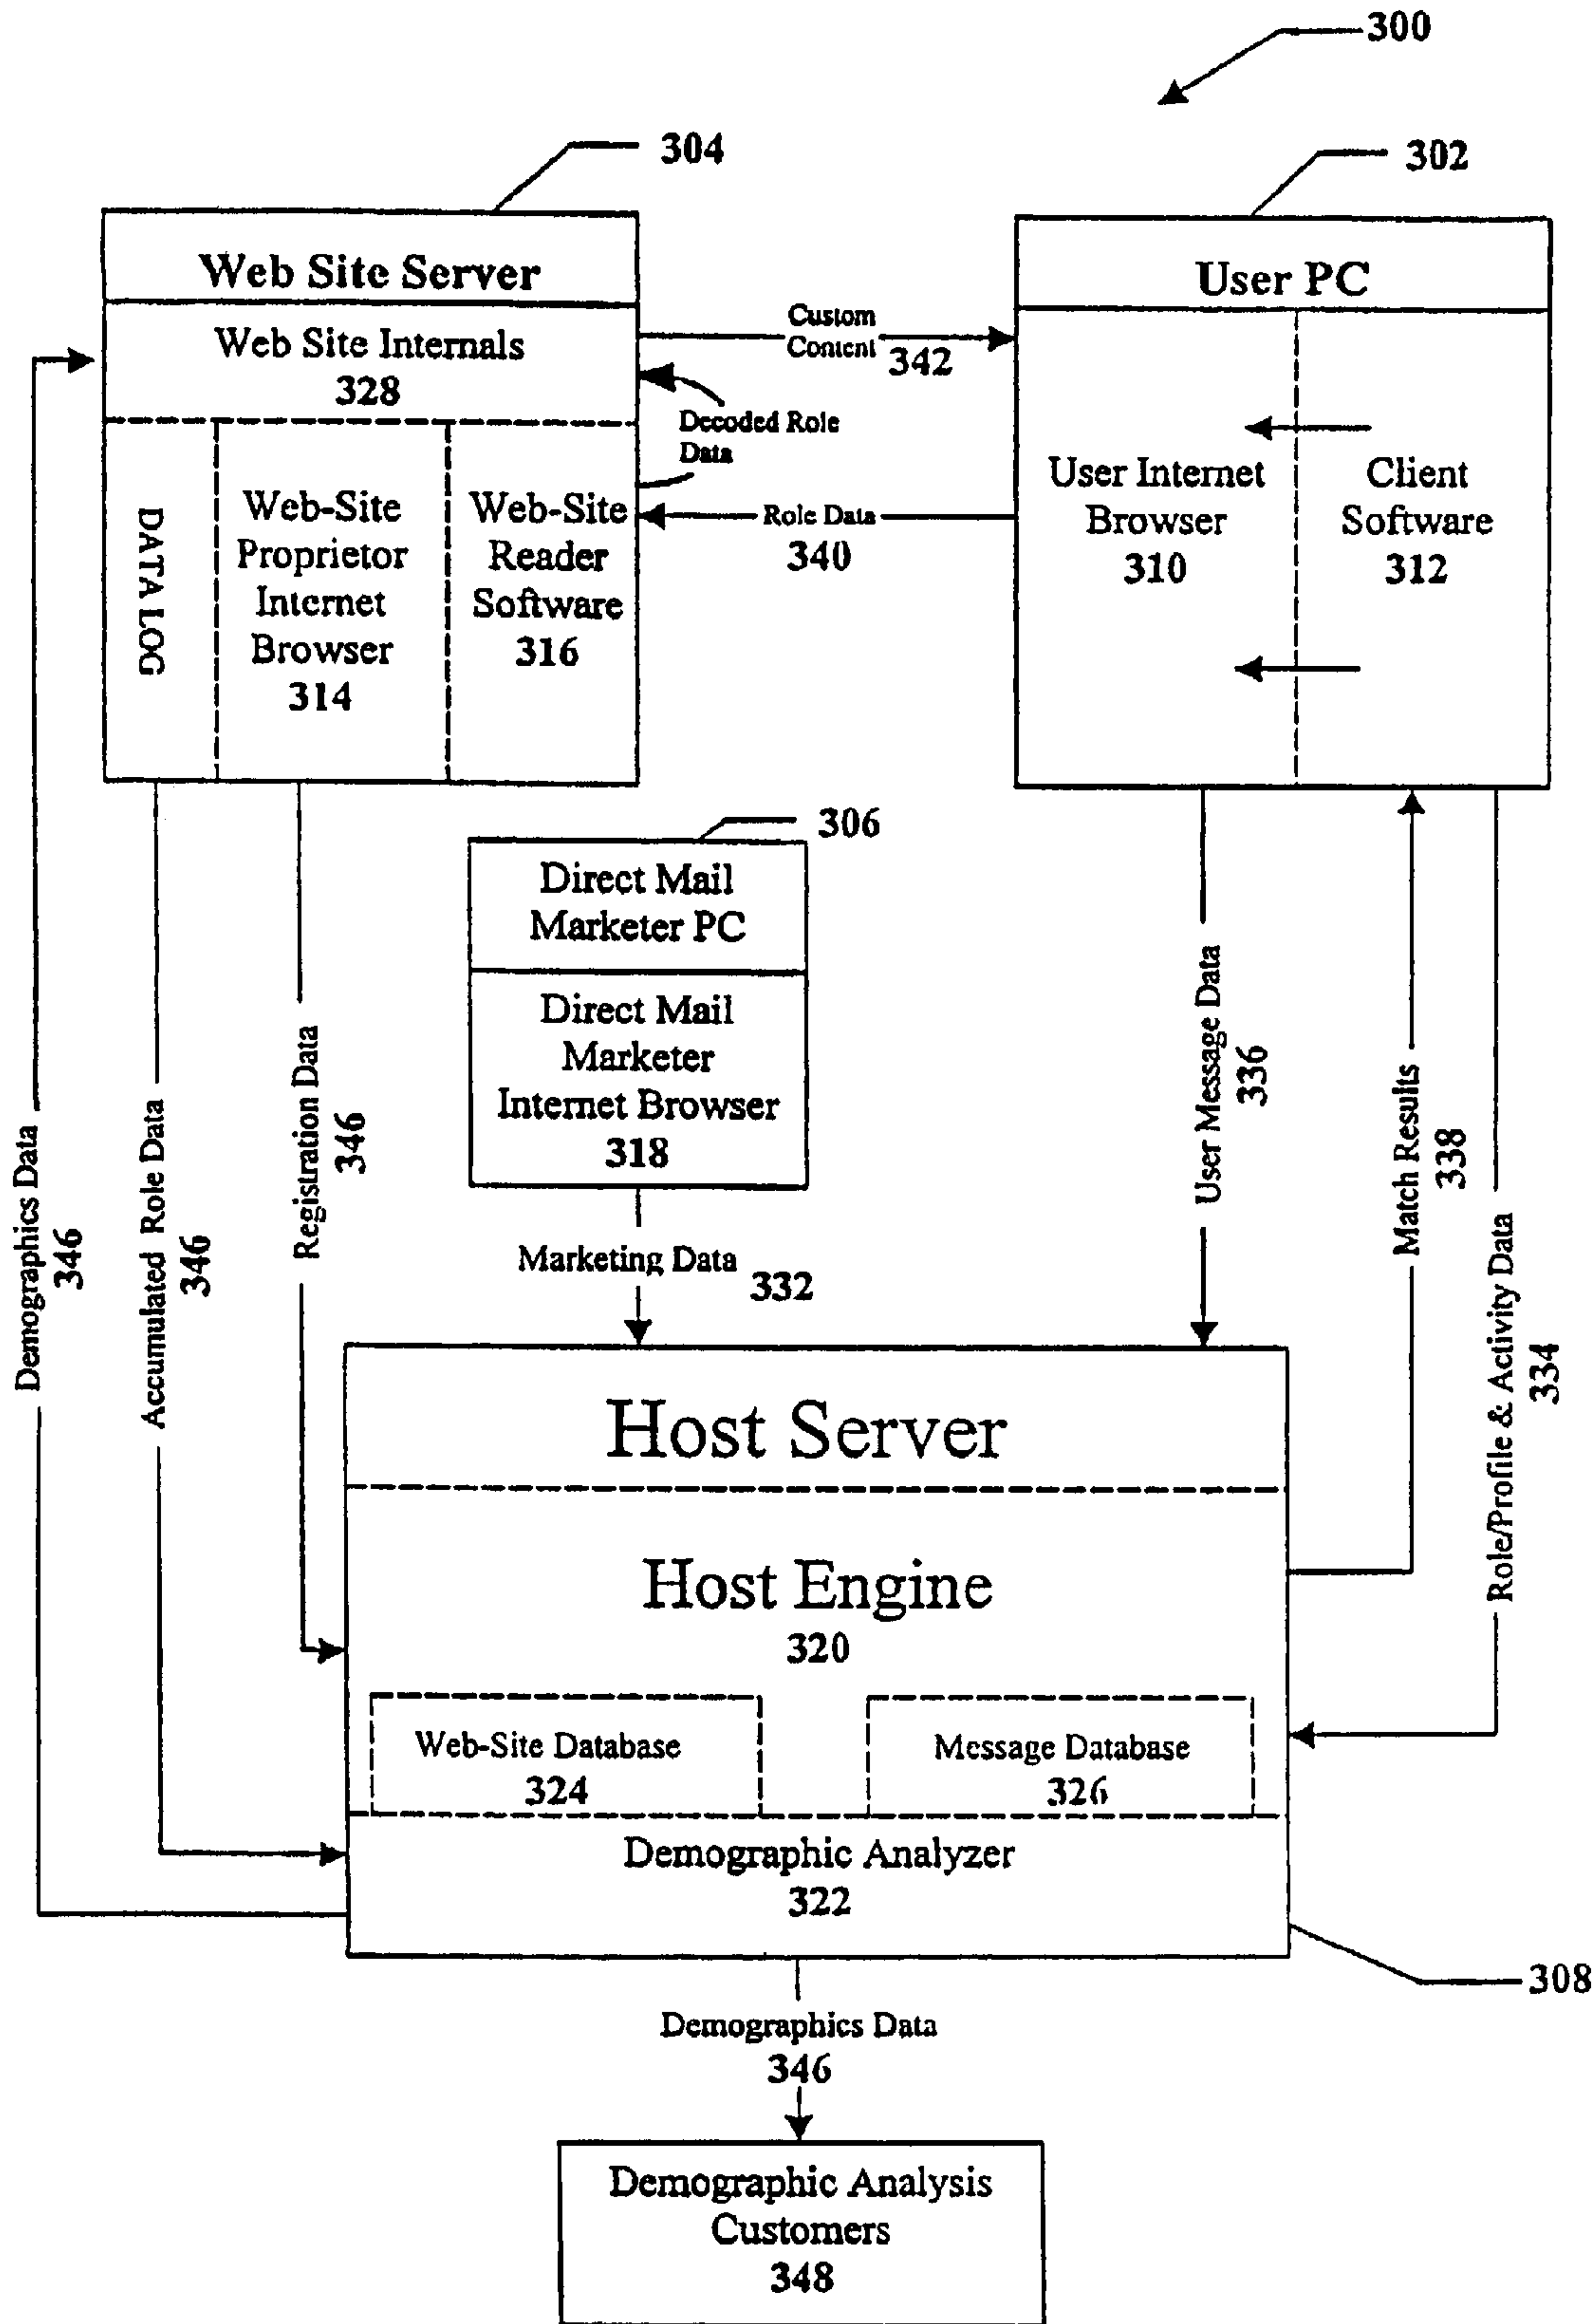 300
304
302
Web Site Server
Web Site Internals
328
DATA LOG
Web-Site
Proprietor
Internet
Browser
314
Web-Site
Reader
Software
316
Custom
Content
342
Decoded Role
Data
Role Data
340
User PC
User Internet
Browser
310
Client
Software
312
306
Direct Mail
Marketer PC
Direct Mail
Marketer
Internet Browser
318
Marketing Data
332
Demographics Data
346
Accumulated Role Data
346
Registration Data
346
User Message Data
336
Match Results
338
Role/Profile & Activity Data
334
Host Server
Host Engine
320
Web-Site Database
324
Message Database
326
Demographic Analyzer
322
308
Demographics Data
346
Demographic Analysis
Customers
348